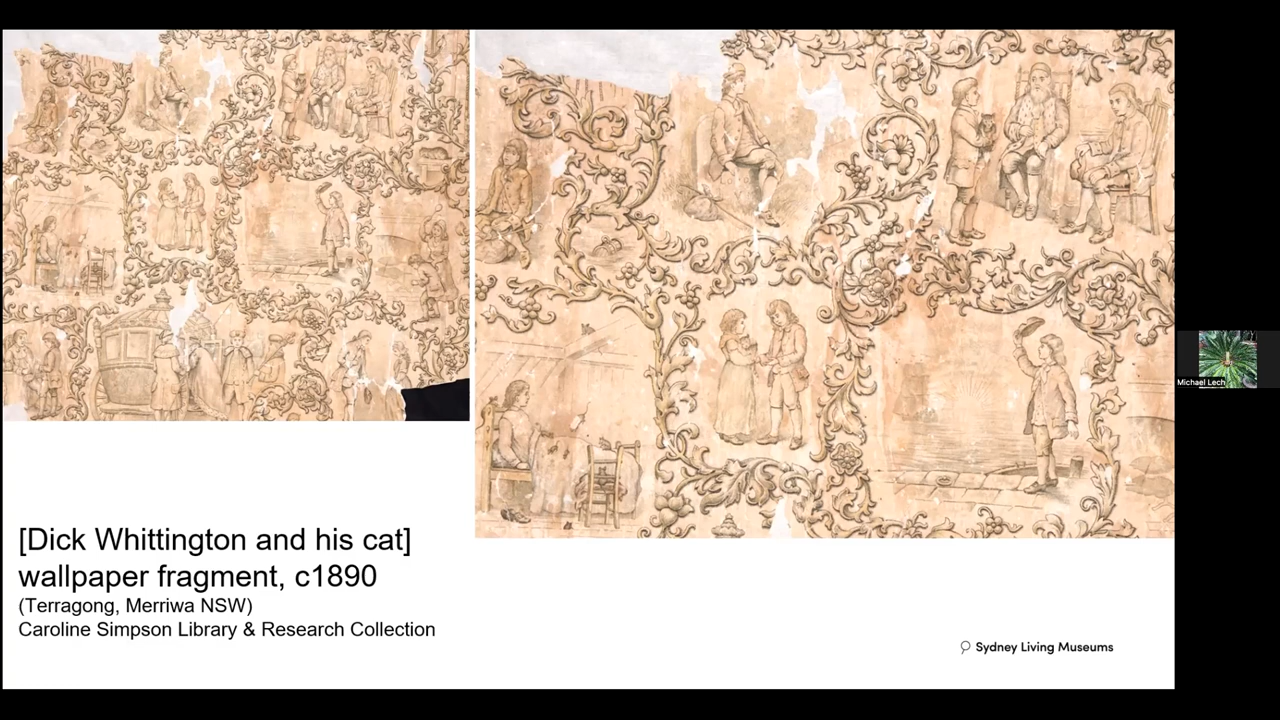 [Dick Whittington and his cat]
wallpaper fragment, c1890
(Terragong, Merriwa NSW)
Caroline Simpson Library & Research Collection
Sydney Living Museums
Michael Lech